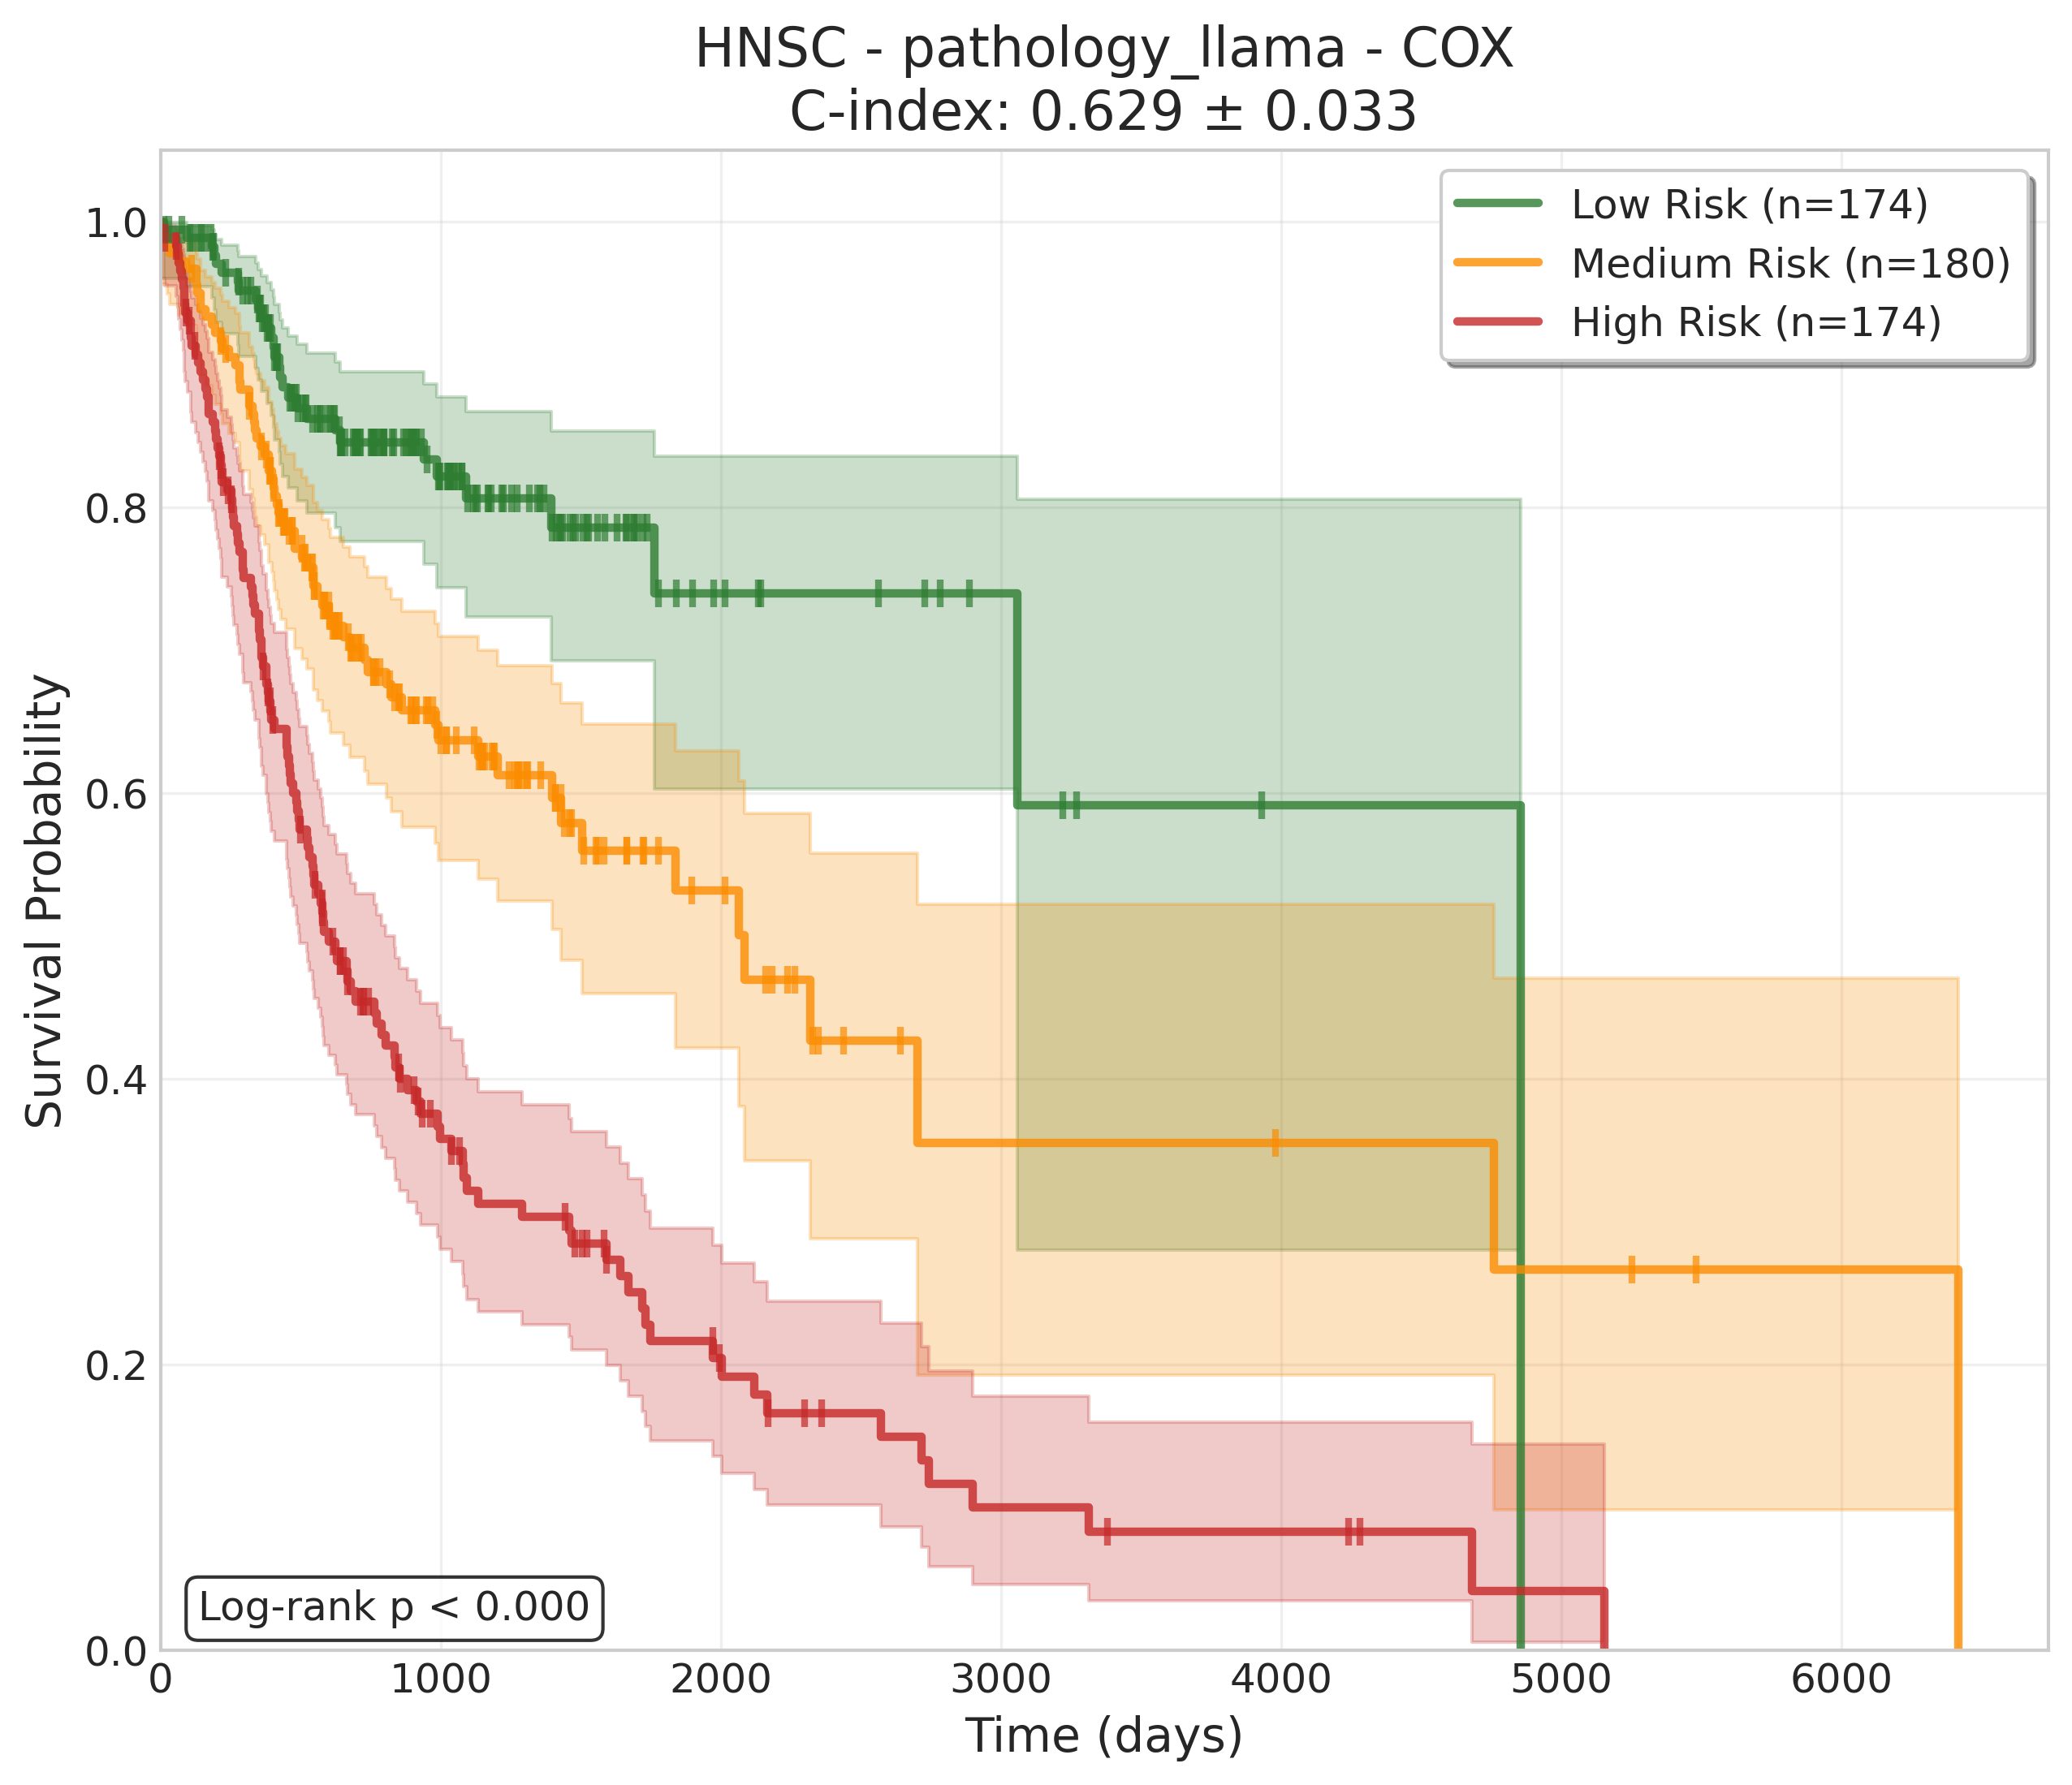 HNSC - pathology_llama - COX
C-index: 0.629 ± 0.033
Low Risk (n=174)
Medium Risk (n=180)
High Risk (n=174)
Survival Probability
1.0
0.8
0.6
0.4
0.2
0.0
Log-rank p < 0.000
0 1000 2000 3000 4000 5000 6000
Time (days)